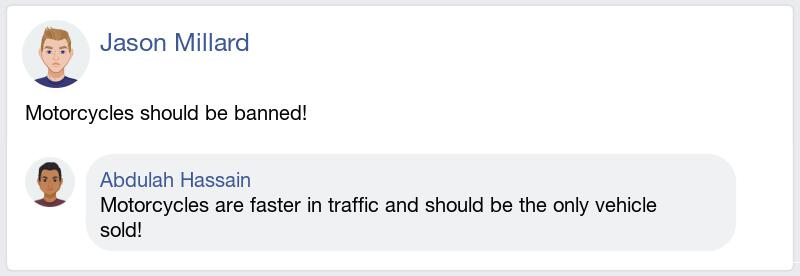 Jason Millard
Motorcycles should be banned!
Abdulah Hassain
Motorcycles are faster in traffic and should be the only vehicle
sold!